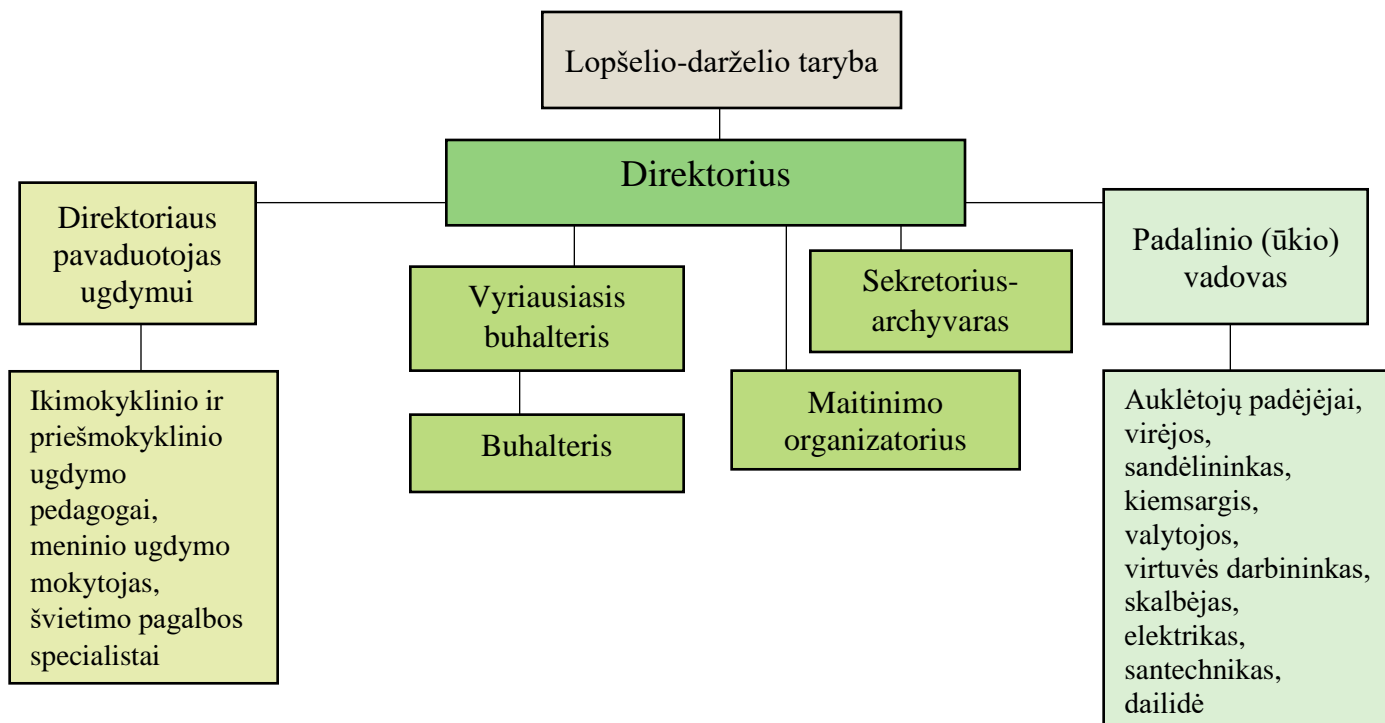 Lopšelio-darželio taryba
Direktorius
Direktoriaus
pavaduotojas
ugdymui
Vyriausiasis
buhalteris
Sekretorius-
archyvaras
Padalinio (ūkio)
vadovas
Ikimokyklinio ir
priešmokyklinio
ugdymo
pedagogai,
meninio ugdymo
mokytojas,
švietimo pagalbos
specialistai
Buhalteris
Maitinimo
organizatorius
Auklėtojų padėjėjai,
virėjos,
sandėlininkas,
kiemsargis,
valytojos,
virtuvės darbininkas,
skalbėjas,
elektrikas,
santechnikas,
dailidė